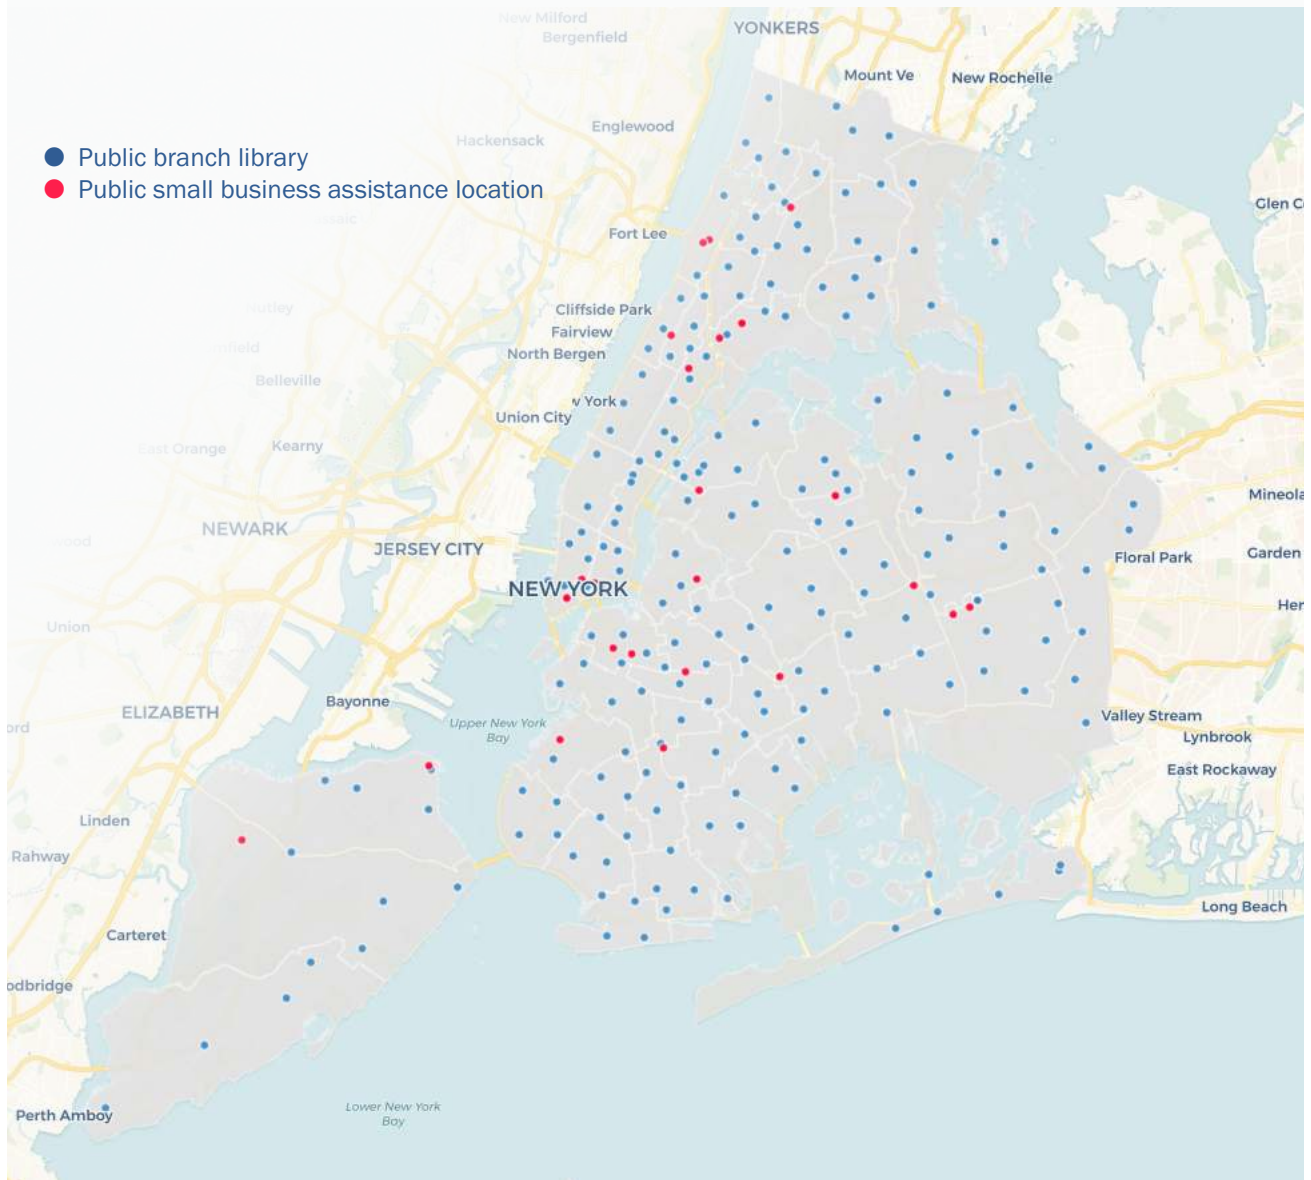 New Milford
YONKERS
Bergenfield
Mount Ve
New Rochelle
Englewood
Hackensack
Public branch library
Public small business assistance location
Glen C
Fort Lee
Cliffside Park
Fairview
North Bergen
Belleville
w York
Union City
East Orange
Kearny
Mineola
NEWARK
JERSEY CITY
Floral Park
Garden
NEW YORK
Her
Union
Bayonne
ELIZABETH
Upper New York
Bay
Valley Stream
Lynbrook
East Rockaway
Linden
Rahway
Long Beach
Carteret
odbridge
Lower New York
Bay
Perth Amboy